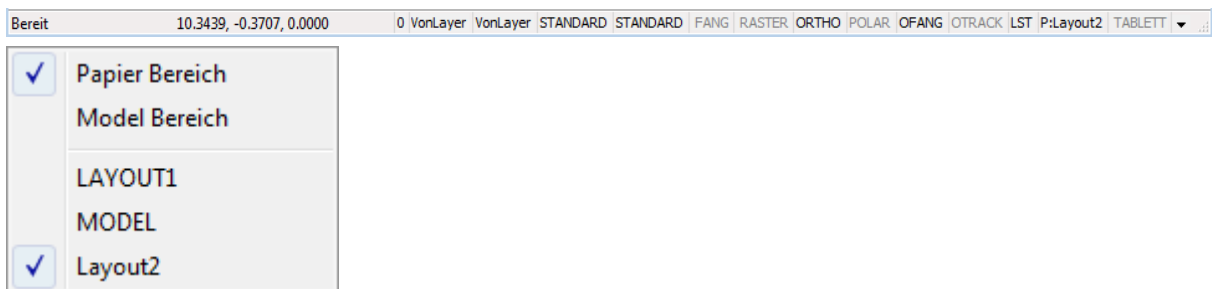 Bereit 10.3439, -0.3707, 0.0000 0 VonLayer VonLayer STANDARD STANDARD FANG RASTER ORTHO POLAR OFANG OTRACK LST P:Layout2 TABLETT
Papier Bereich
Model Bereich
LAYOUT1
MODEL
Layout2